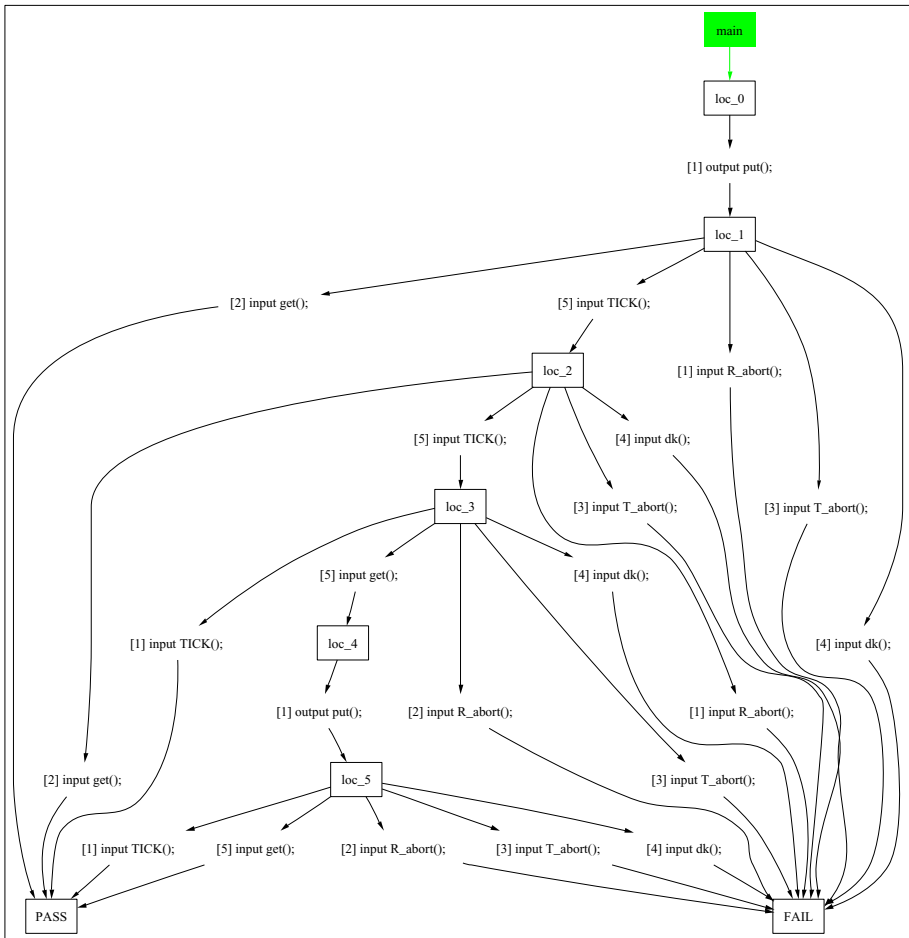 main
loc_0
[1] output put();
loc_1
[2] input get();
[5] input TICK();
loc_2
[1] input R_abort();
[5] input TICK();
[4] input dk();
loc_3
[3] input T_abort();
[3] input T_abort();
[5] input get();
[4] input dk();
[1] input TICK();
loc_4
[4] input dk();
[1] output put();
[2] input R_abort();
[1] input R_abort();
[2] input get();
loc_5
[3] input T_abort();
[1] input TICK();
[5] input get();
[2] input R_abort();
[3] input T_abort();
[4] input dk();
PASS
FAIL